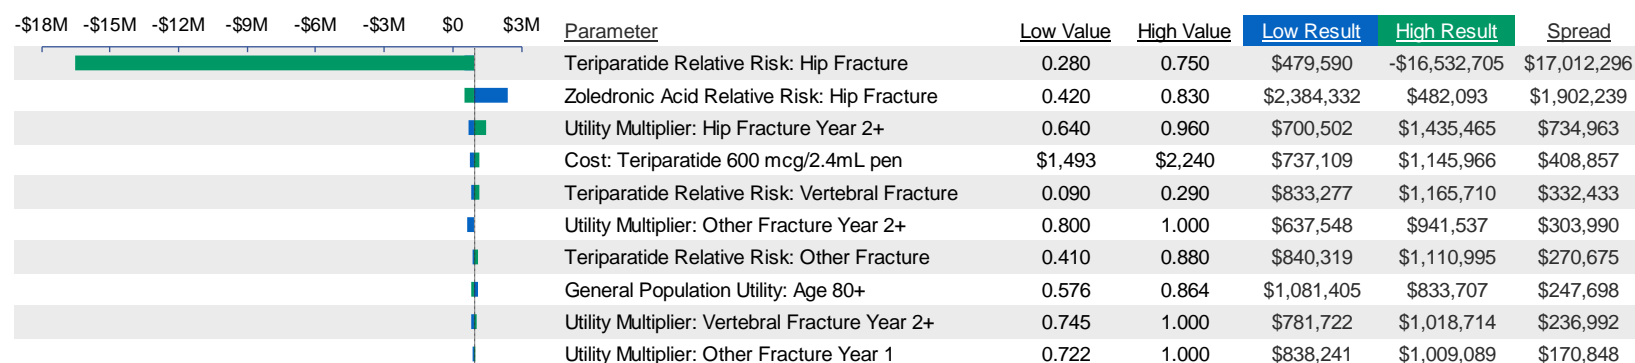 -$18M -$15M -$12M -$9M -$6M -$3M $0 $3M Parameter Low Value High Value Low Result High Result Spread
Teriparatide Relative Risk: Hip Fracture 0.280 0.750 $479,590 -$16,532,705 $17,012,296
Zoledronic Acid Relative Risk: Hip Fracture 0.420 0.830 $2,384,332 $482,093 $1,902,239
Utility Multiplier: Hip Fracture Year 2+ 0.640 0.960 $700,502 $1,435,465 $734,963
Cost: Teriparatide 600 mcg/2.4mL pen $1,493 $2,240 $737,109 $1,145,966 $408,857
Teriparatide Relative Risk: Vertebral Fracture 0.090 0.290 $833,277 $1,165,710 $332,433
Utility Multiplier: Other Fracture Year 2+ 0.800 1.000 $637,548 $941,537 $303,990
Teriparatide Relative Risk: Other Fracture 0.410 0.880 $840,319 $1,110,995 $270,675
General Population Utility: Age 80+ 0.576 0.864 $1,081,405 $833,707 $247,698
Utility Multiplier: Vertebral Fracture Year 2+ 0.745 1.000 $781,722 $1,018,714 $236,992
Utility Multiplier: Other Fracture Year 1 0.722 1.000 $838,241 $1,009,089 $170,848